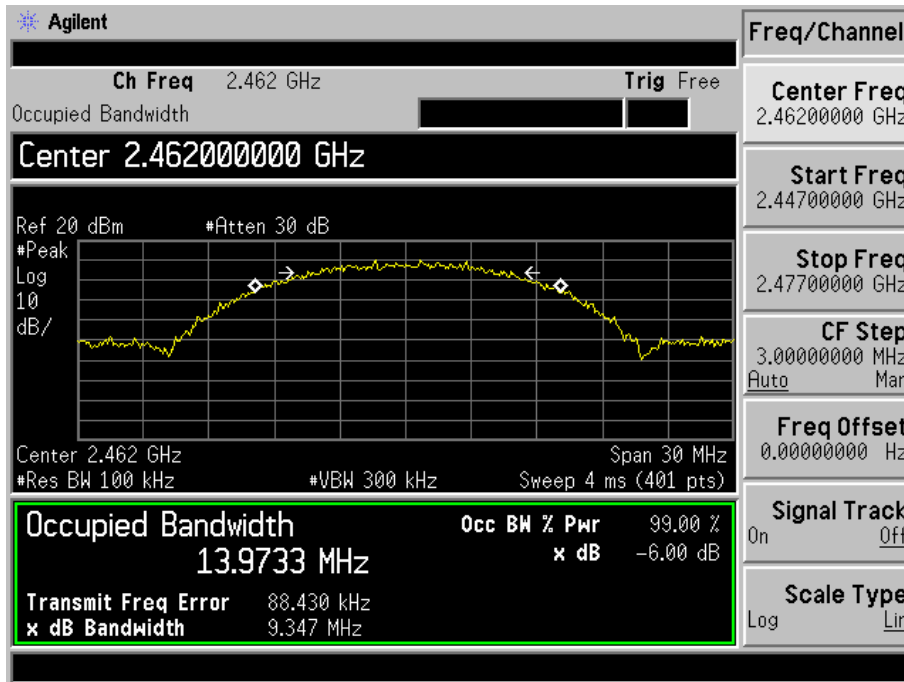 Agilent
Freq/Channel
Ch Freq 2.462 GHz Trig Free
Occupied Bandwidth
Center 2.462000000 GHz
Ref 20 dBm #Atten 30 dB
#Peak
Log
10
dB/
Center 2.462 GHz Span 30 MHz
#Res BW 100 kHz #VBW 300 kHz Sweep 4 ms (401 pts)
Occupied Bandwidth
13.9733 MHz
Occ BW % Pwr 99.00 %
x dB -6.00 dB
Transmit Freq Error 88.430 kHz
x dB Bandwidth 9.347 MHz
Center Freq
2.46200000 GHz
Start Freq
2.44700000 GHz
Stop Freq
2.47700000 GHz
CF Step
3.00000000 MHz
Auto Man
Freq Offset
0.00000000 Hz
Signal Track
On Off
Scale Type
Log Lin